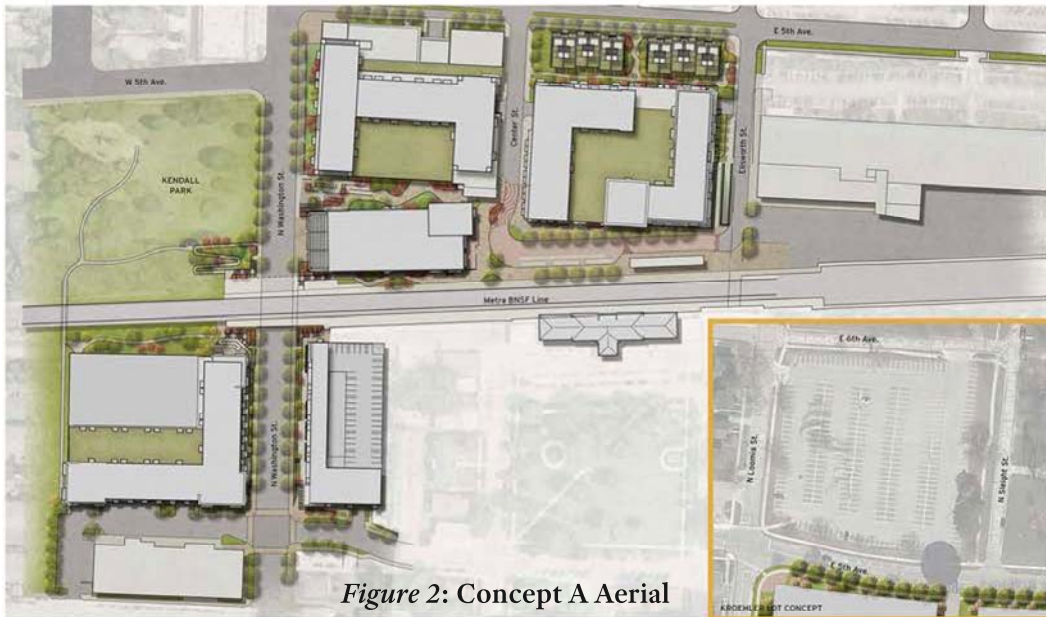 E 5th Ave.
W 5th Ave.
Center St.
Ellsworth St.
KENDALL
PARK
N Washington St.
Metra BNSF Line
E 6th Ave.
N Washington St.
N Loomis St.
N Sleight St.
E 5th Ave.
Figure 2: Concept A Aerial
KROEHLER LOT CONCEPT